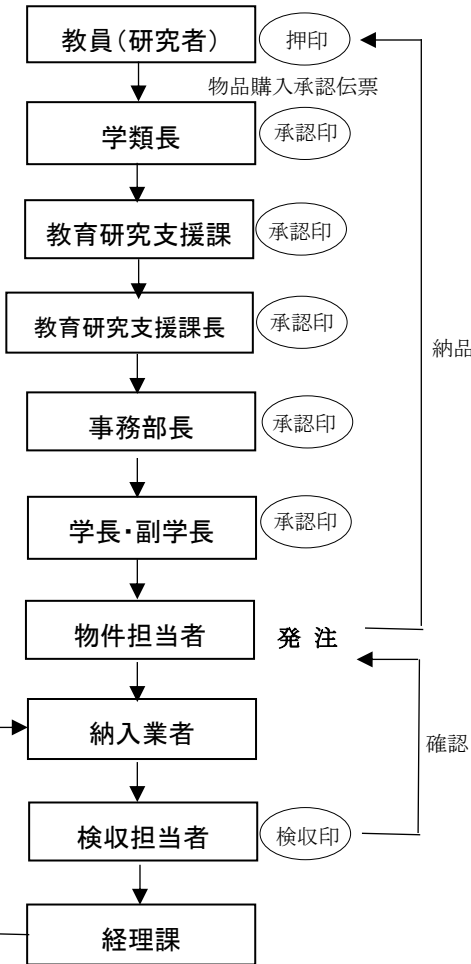 教員(研究者)
押印
物品購入承認伝票
学類長
承認印
教育研究支援課
承認印
教育研究支援課長
承認印
納品
事務部長
承認印
学長・副学長
承認印
物件担当者
発 注
納入業者
確認
検収担当者
検収印
経理課